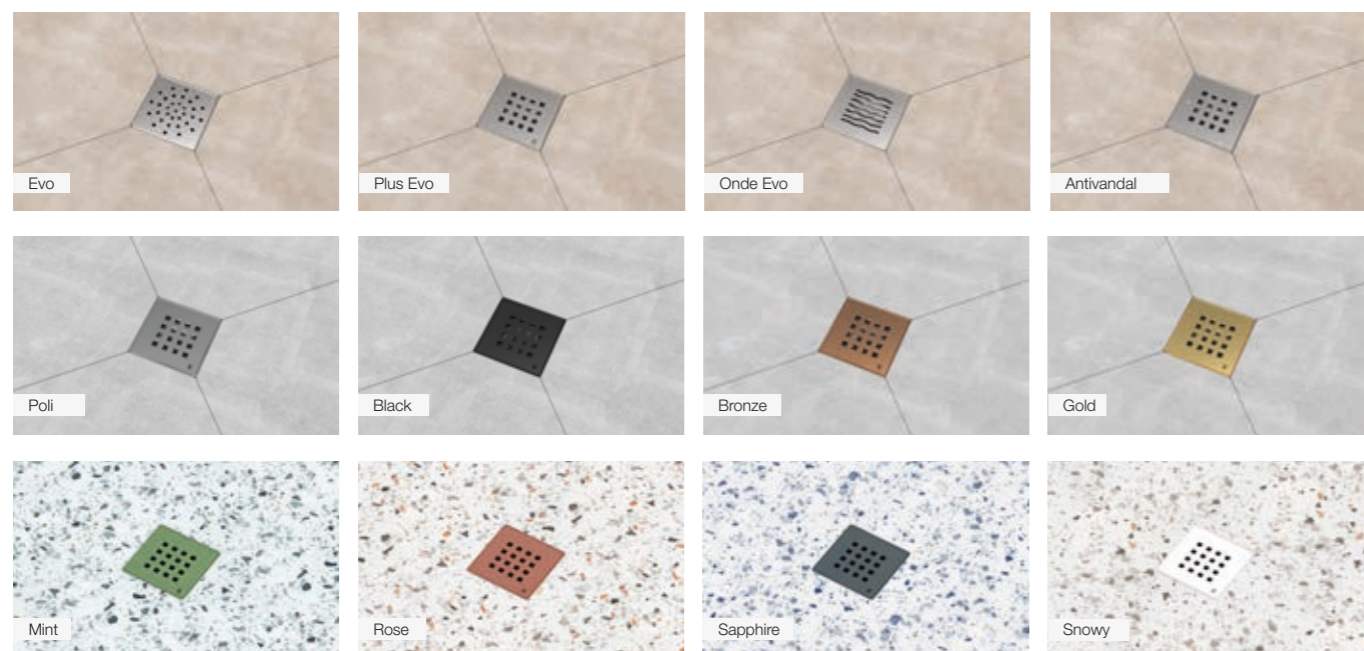 Evo
Plus Evo
Onde Evo
Antivandal
Poli
Black
Bronze
Gold
Mint
Rose
Sapphire
Snowy